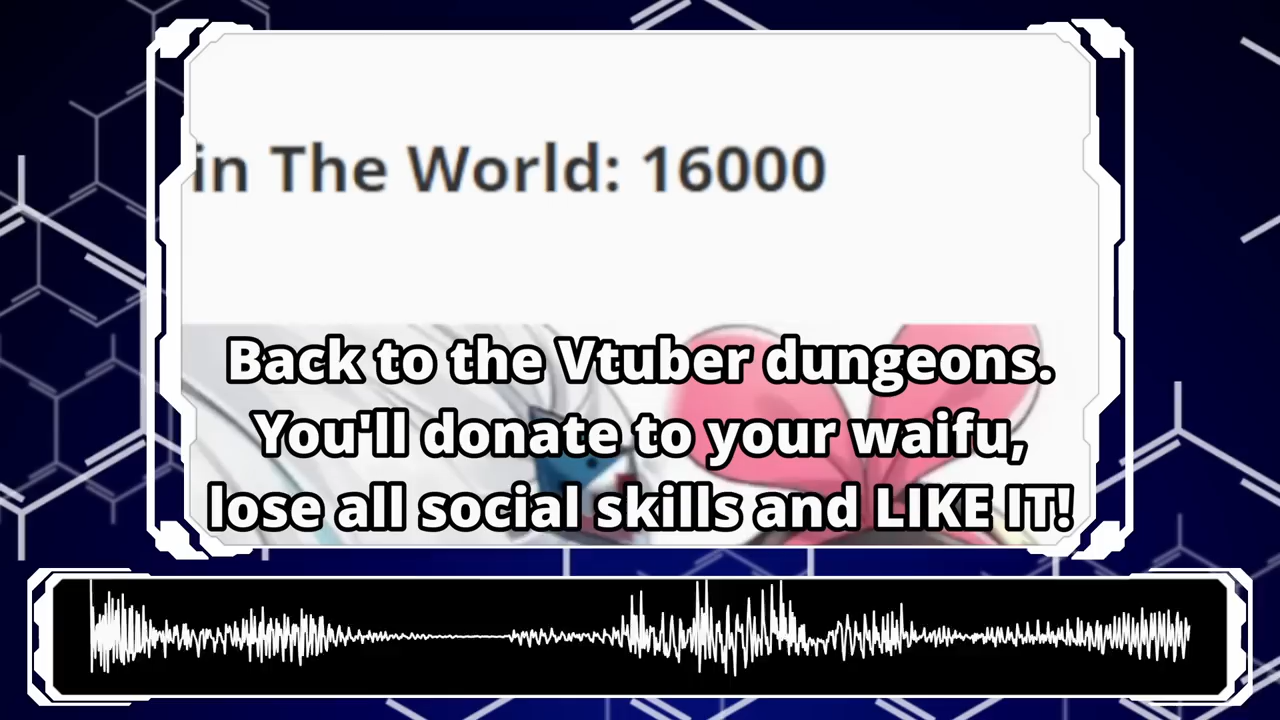 in The World: 16000
Back to the Vtuber dungeons.
You'll donate to your waifu,
lose all social skills and LIKE IT!